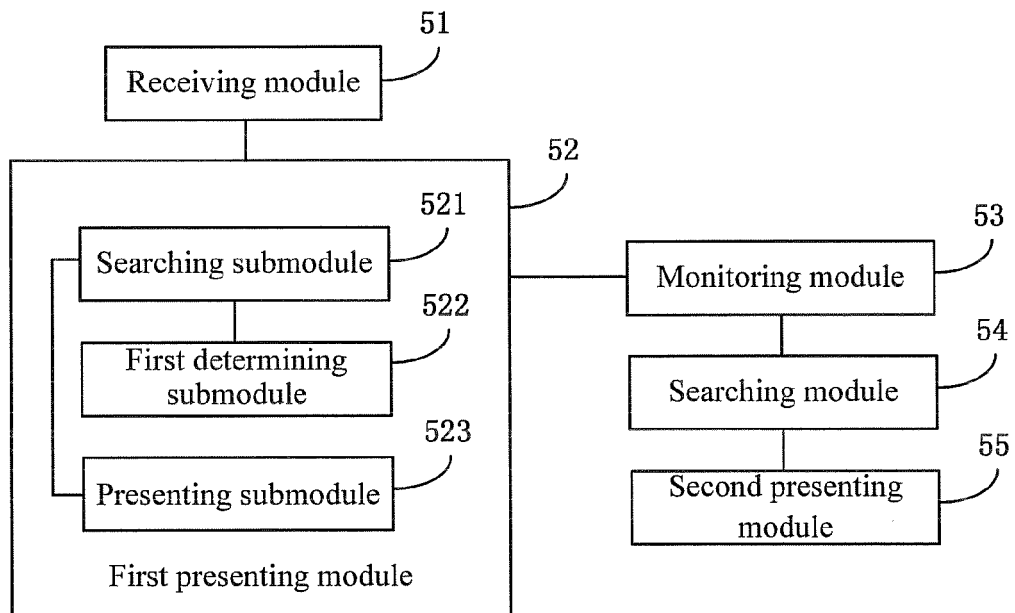 51
Receiving module
52
521
Searching submodule
522
First determining
submodule
523
Presenting submodule
First presenting module
53
Monitoring module
54
Searching module
55
Second presenting
module